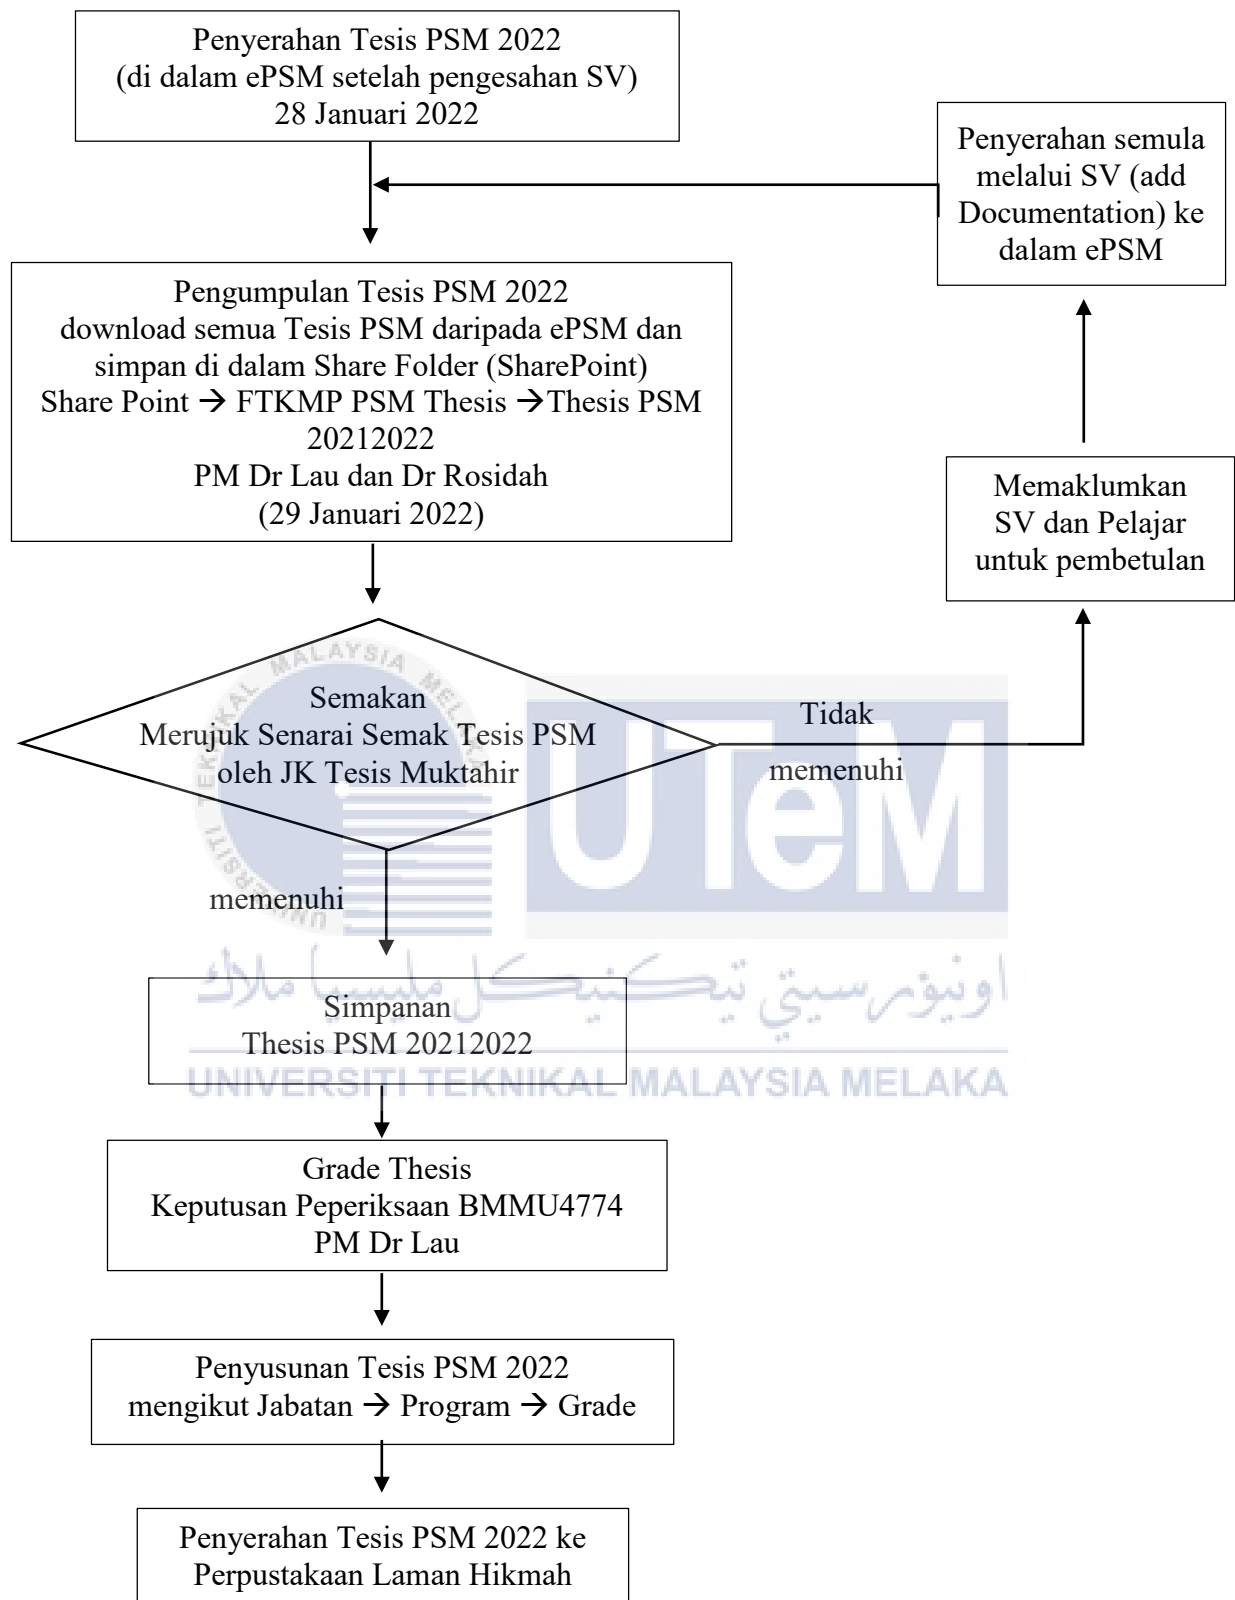 Penyerahan Tesis PSM 2022
(di dalam ePSM setelah pengesahan SV)
28 Januari 2022
Penyerahan semula
melalui SV (add
Documentation) ke
dalam ePSM
Pengumpulan Tesis PSM 2022
download semua Tesis PSM daripada ePSM dan
simpan di dalam Share Folder (SharePoint)
Share Point → FTKMP PSM Thesis →Thesis PSM
20212022
PM Dr Lau dan Dr Rosidah
(29 Januari 2022)
Memaklumkan
SV dan Pelajar
untuk pembetulan
Semakan
Merujuk Senarai Semak Tesis PSM
oleh JK Tesis Muktahir
Tidak
memenuhi
memenuhi
UNIVERSITI TEKNIKAL MALAYSIA MELAKA
UTeM
اونيۏرسيتي تيكنيكل مليسيا ملاك
Simpanan
Thesis PSM 20212022
UNIVERSITI TEKNIKAL MALAYSIA MELAKA
Grade Thesis
Keputusan Peperiksaan BMMU4774
PM Dr Lau
Penyusunan Tesis PSM 2022
mengikut Jabatan → Program → Grade
Penyerahan Tesis PSM 2022 ke
Perpustakaan Laman Hikmah